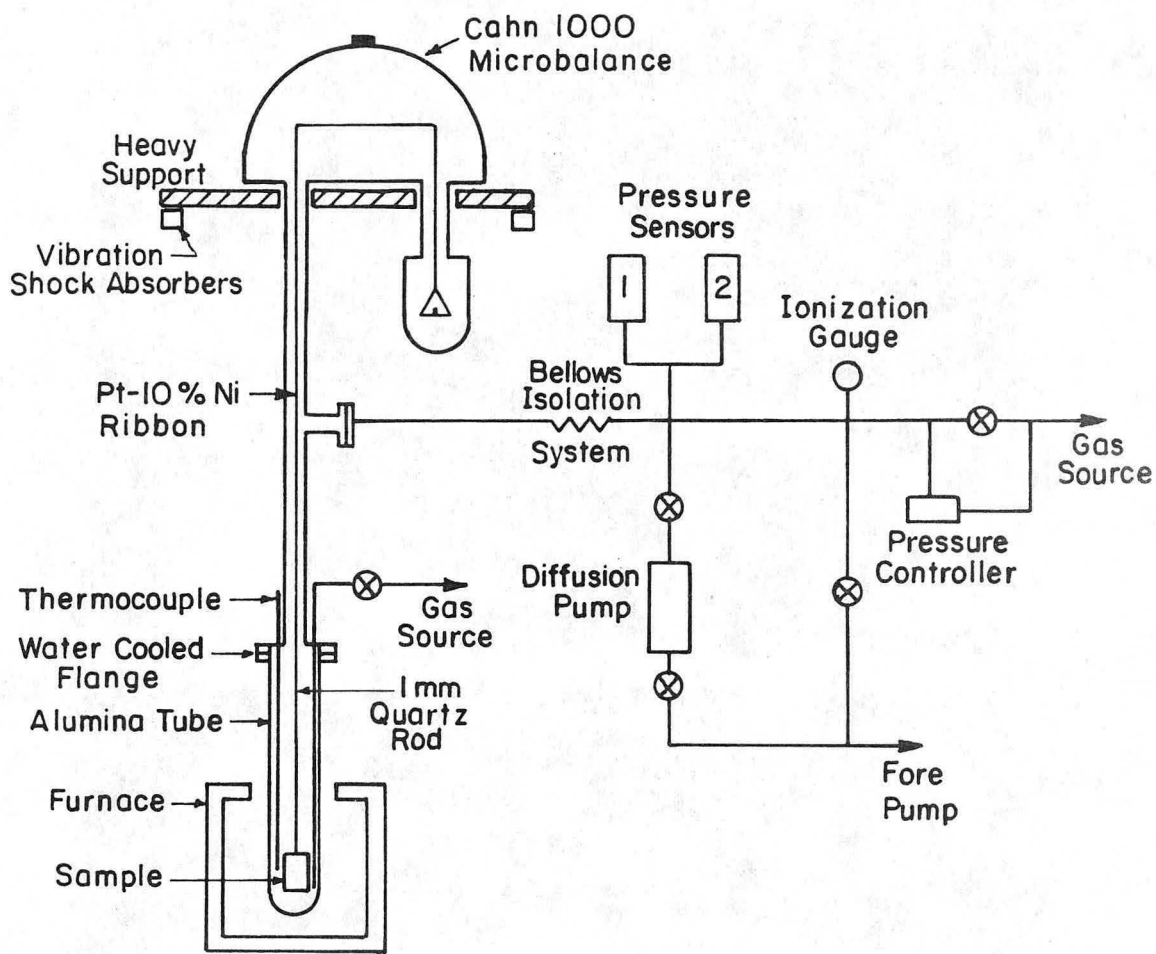 Cahn 1000
Microbalance
Heavy
Support
Vibration
Shock Absorbers
Pressure
Sensors
1
2
Ionization
Gauge
Pt-10% Ni
Ribbon
Bellows
Isolation
System
Gas
Source
Pressure
Controller
Diffusion
Pump
Thermocouple
Gas
Source
Water Cooled
Flange
1mm
Quartz
Rod
Alumina Tube
Fore
Pump
Furnace
Sample